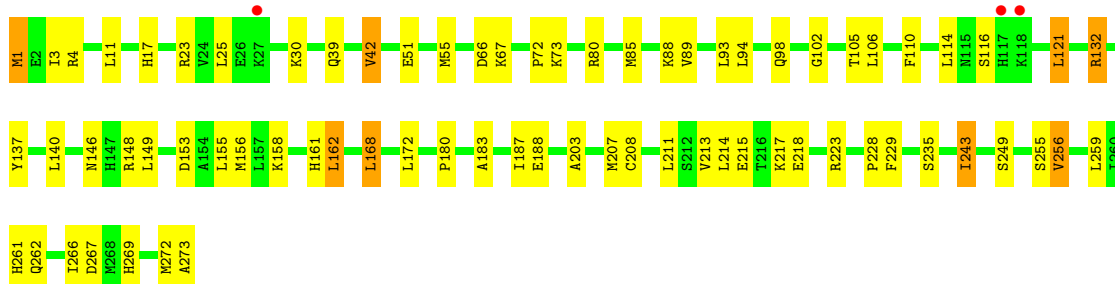 M1 E2 I3 R4 L11 H17 R23 V24 L25 E26 K27 K30 Q39 V42 E51 M55 D66 K67 P72 K73 R80 M85 K88 V89 L93 L94 Q98 G102 T105 L106 F110 L114 N115 S116 H117 K118 L121 R132
Y137 L140 N146 H147 R148 L149 D153 A154 L155 M156 L157 K158 H161 L162 L168 L172 P180 A183 I187 E188 A203 M207 C208 L211 S212 V213 L214 E215 T216 K217 E218 R223 P228 F229 S235 I243 S249 S255 V256 L259 I260
H261 Q262 I266 D267 M268 H269 M272 A273